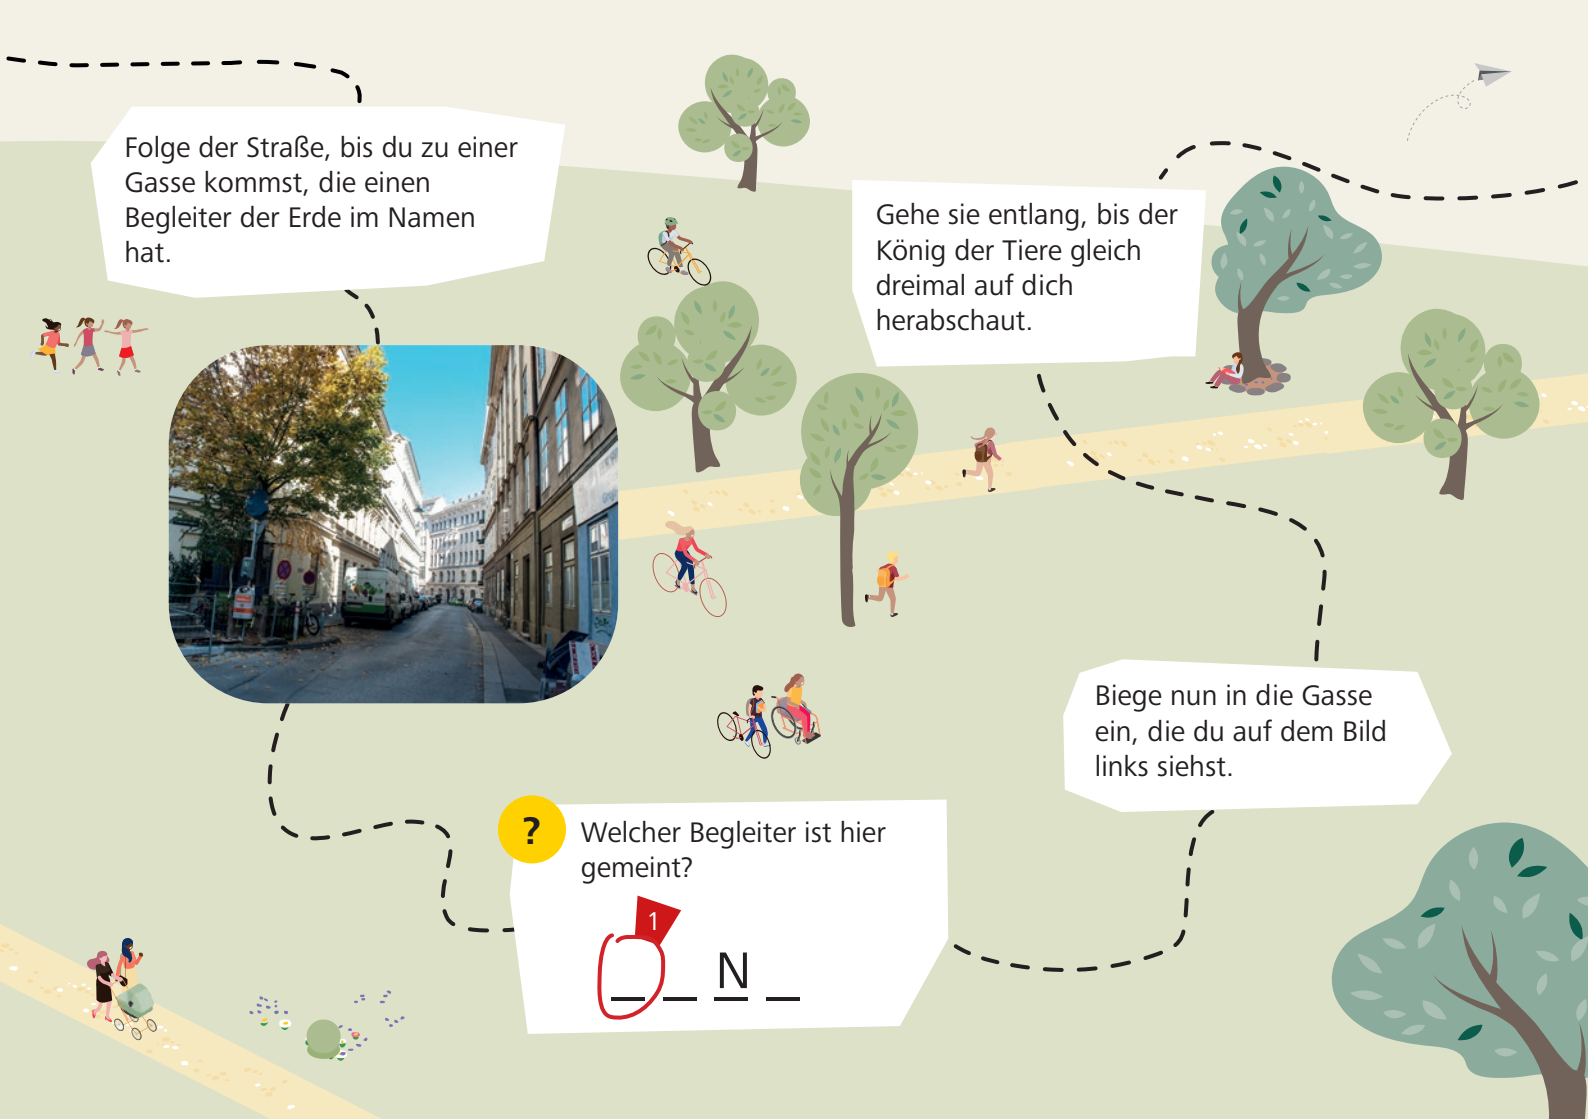 Folge der Straße, bis du zu einer
Gasse kommst, die einen
Begleiter der Erde im Namen
hat.
Gehe sie entlang, bis der
König der Tiere gleich
dreimal auf dich
herabschaut.
Biege nun in die Gasse
ein, die du auf dem Bild
links siehst.
?
Welcher Begleiter ist hier
gemeint?
1
_ _ N _